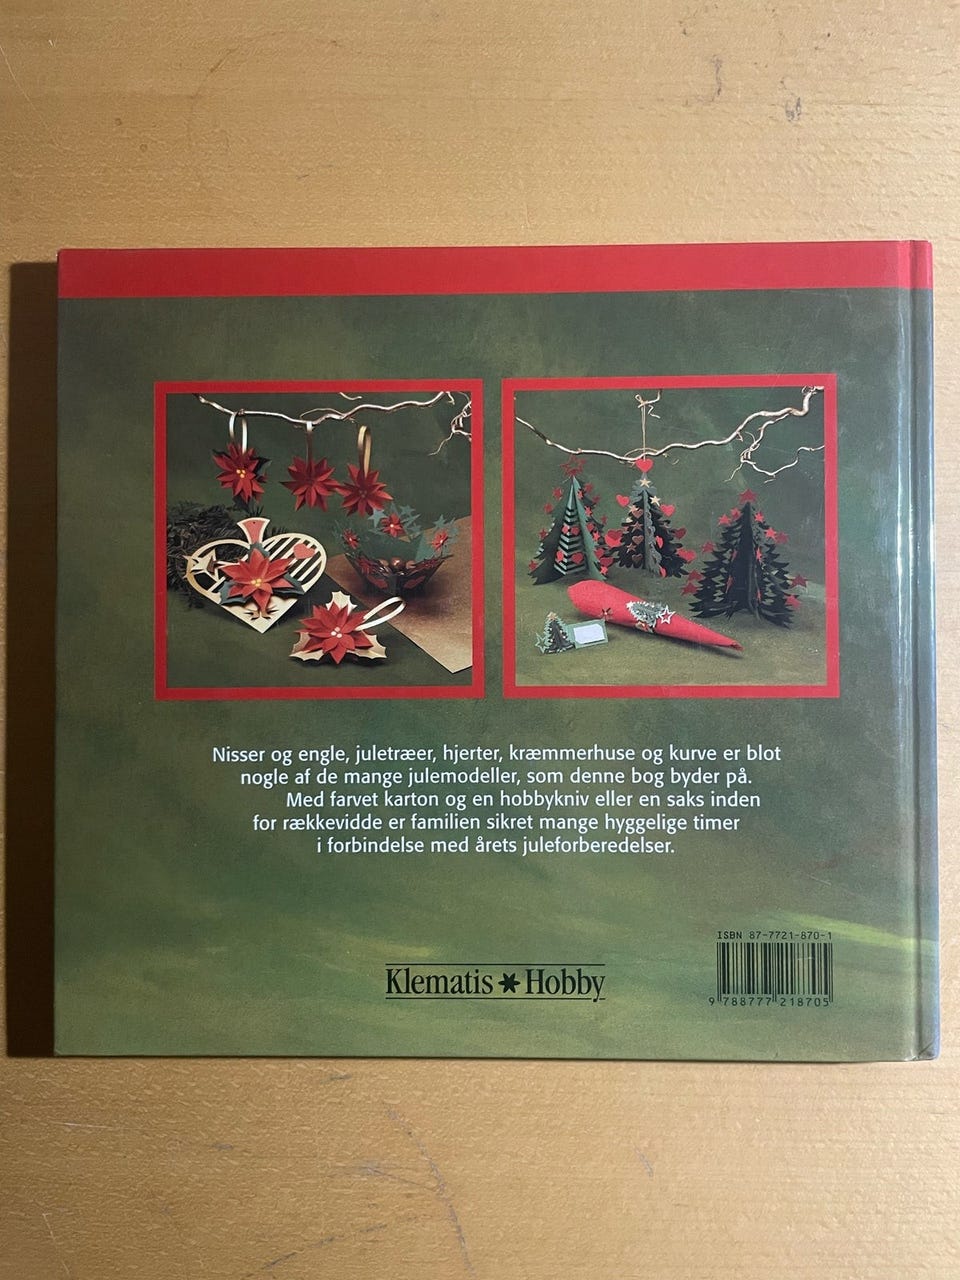 Nisser og engle, juletræer, hjerter, kræmmerhuse og kurve er blot
nogle af de mange julemodeller, som denne bog byder på.
Med farvet karton og en hobbykniv eller en saks inden
for rækkevidde er familien sikret mange hyggelige timer
i forbindelse med årets juleforberedelser.
Klematis Hobby
ISBN 87-7721-870-1
9 788777 218705